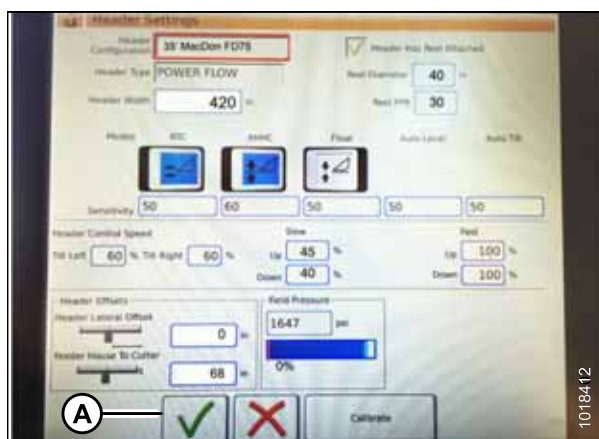 Header Settings
Header Configuration 35' MacDon FD75
Header Has Reel Attached
Header Type POWER FLOW
Reel Diameter 40 in
Header Width 420 in
Reel PPR 30
Modes RTC AHHC Float Auto Level Auto Tilt
Sensitivity 50 60 50 50 50
Header Control Speed
Tilt Left 60 % Tilt Right 60 %
Slow
Up 45 %
Down 40 %
Fast
Up 100 %
Down 100 %
Header Offsets
Header Lateral Offset
0 in
Feeder House To Cutter
68 in
Field Pressure
1647 psi
0%
A
Calibrate
1018412